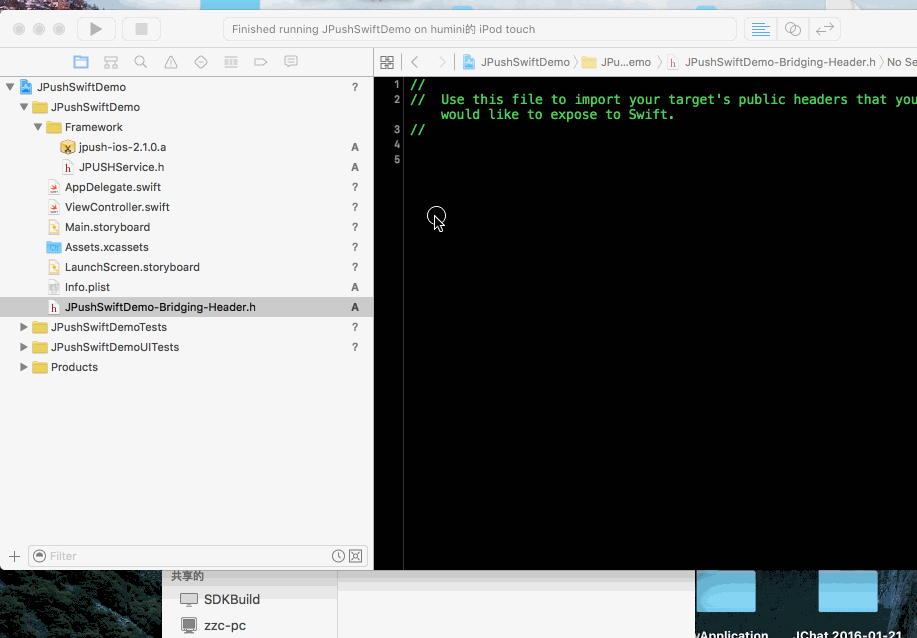 Finished running JPushSwiftDemo on humini的 iPod touch
JPushSwiftDemo
JPu...emo
JPushSwiftDemo-Bridging-Header.h
No Se
JPushSwiftDemo ?
JPushSwiftDemo
Framework
jpush-ios-2.1.0.a A
h JPUSHService.h A
AppDelegate.swift ?
ViewController.swift ?
Main.storyboard ?
Assets.xcassets ?
LaunchScreen.storyboard ?
Info.plist A
h JPushSwiftDemo-Bridging-Header.h A
JPushSwiftDemoTests ?
JPushSwiftDemoUITests ?
Products
Filter
1 //
2 // Use this file to import your target's public headers that you
would like to expose to Swift.
3 //
4
5
共享的
SDKBuild
zzc-pc
yApplication
JChat 2016-01-21